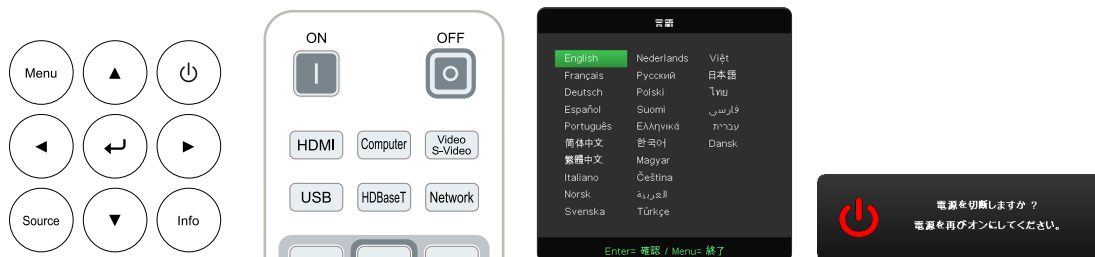 Menu
Source
Info
ON
OFF
HDMI
Computer
Video
S-Video
USB
HDBaseT
Network
言語
English
Français
Deutsch
Español
Português
简体中文
繁體中文
Italiano
Norsk
Svenska
Nederlands
Русский
Polski
Suomi
Ελληνικά
한국어
Magyar
Čeština
العربية
Türkçe
Việt
日本語
ไทย
فارسی
עברית
Dansk
Enter= 確認 / Menu= 終了
電源を切断しますか ?
電源を再びオンにしてください。